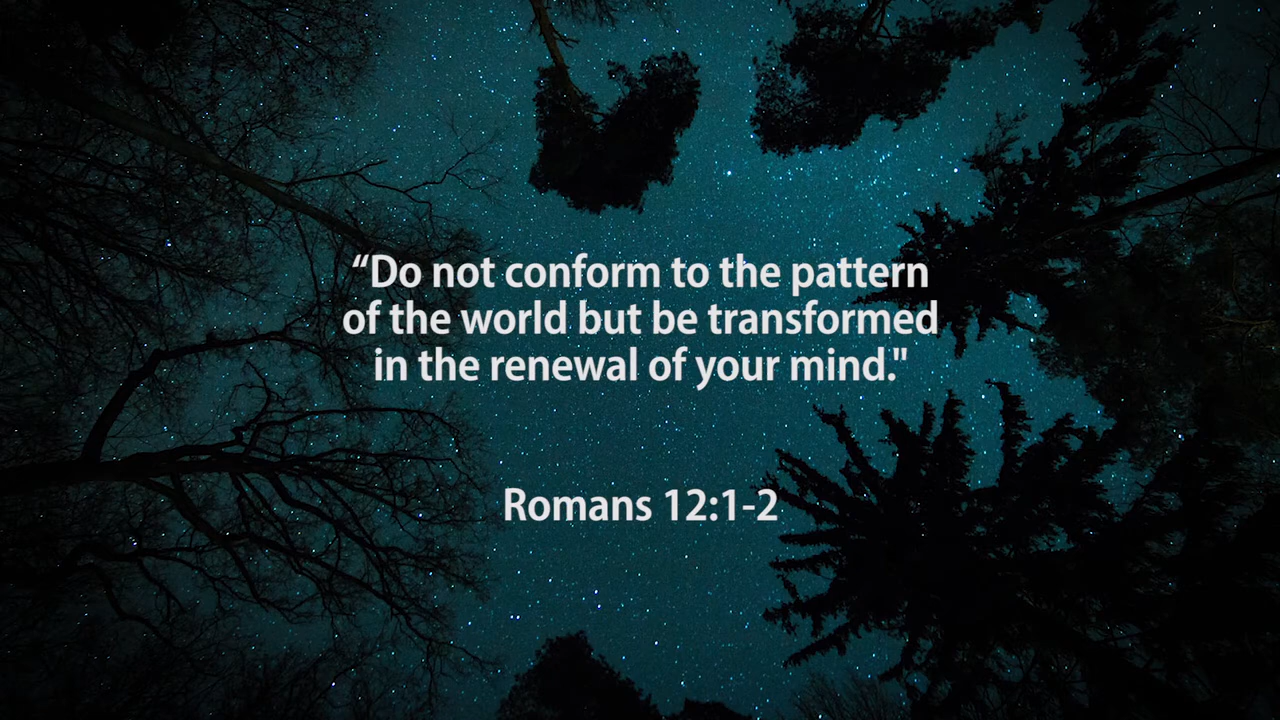 “Do not conform to the pattern
of the world but be transformed
in the renewal of your mind."
Romans 12:1-2